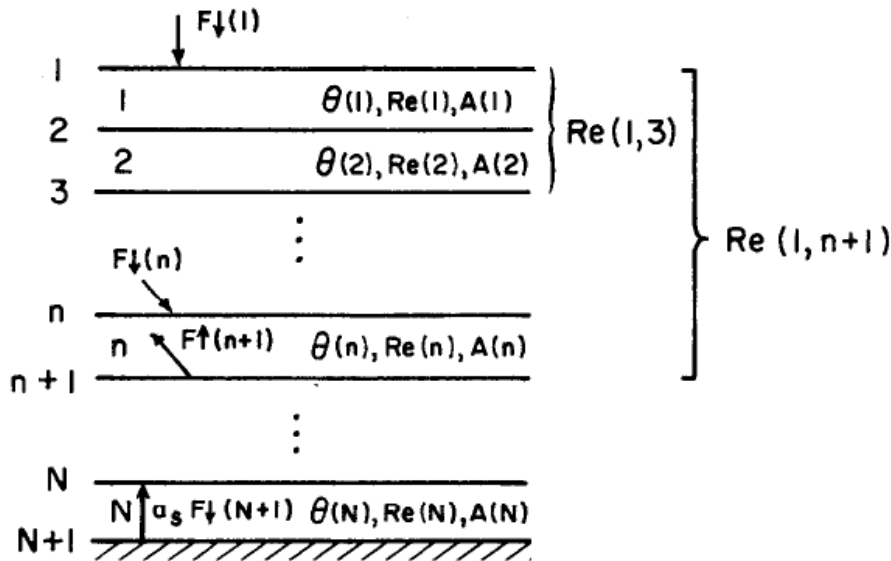 F↓(1)
1
1 θ(1), Re(1), A(1)
2 Re(1,3)
2 θ(2), Re(2), A(2)
3
⋮
Re (1, n+1)
F↓(n)
n
n F↑(n+1) θ(n), Re(n), A(n)
n+1
⋮
N
N a_s F↓(N+1) θ(N), Re(N), A(N)
N+1